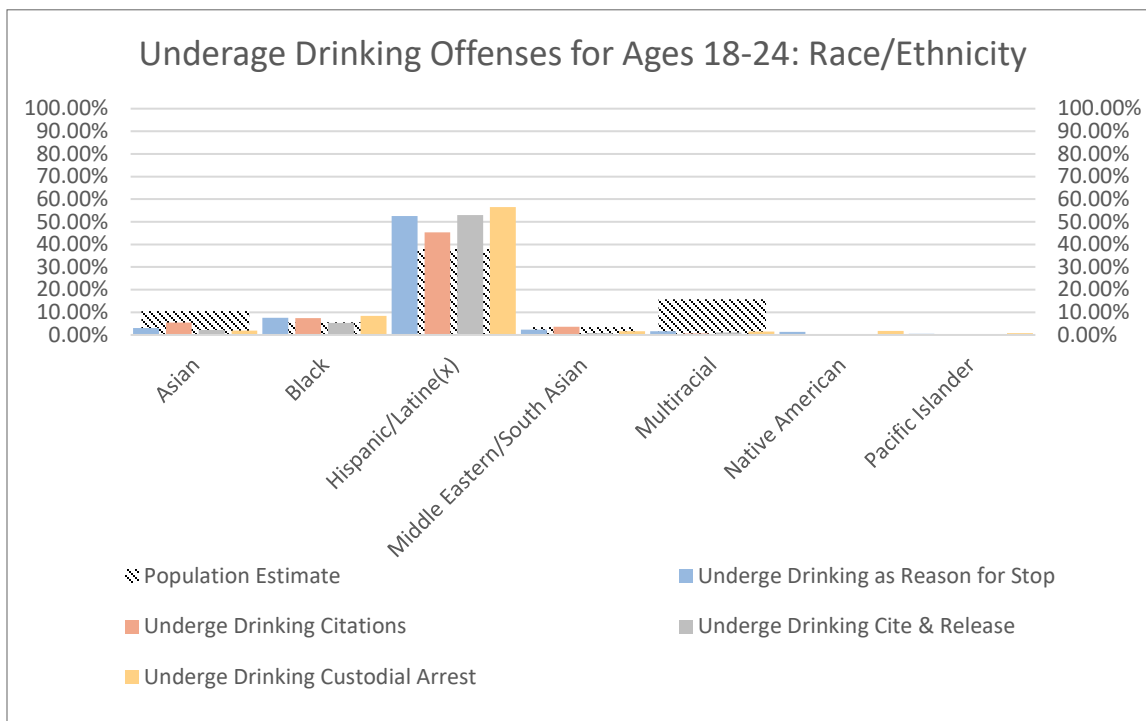 Underage Drinking Offenses for Ages 18-24: Race/Ethnicity
100.00% 100.00%
90.00% 90.00%
80.00% 80.00%
70.00% 70.00%
60.00% 60.00%
50.00% 50.00%
40.00% 40.00%
30.00% 30.00%
20.00% 20.00%
10.00% 10.00%
0.00% 0.00%
Asian
Black
Hispanic/Latine(x)
Middle Eastern/South Asian
Multiracial
Native American
Pacific Islander
Population Estimate
Underge Drinking as Reason for Stop
Underge Drinking Citations
Underge Drinking Cite & Release
Underge Drinking Custodial Arrest